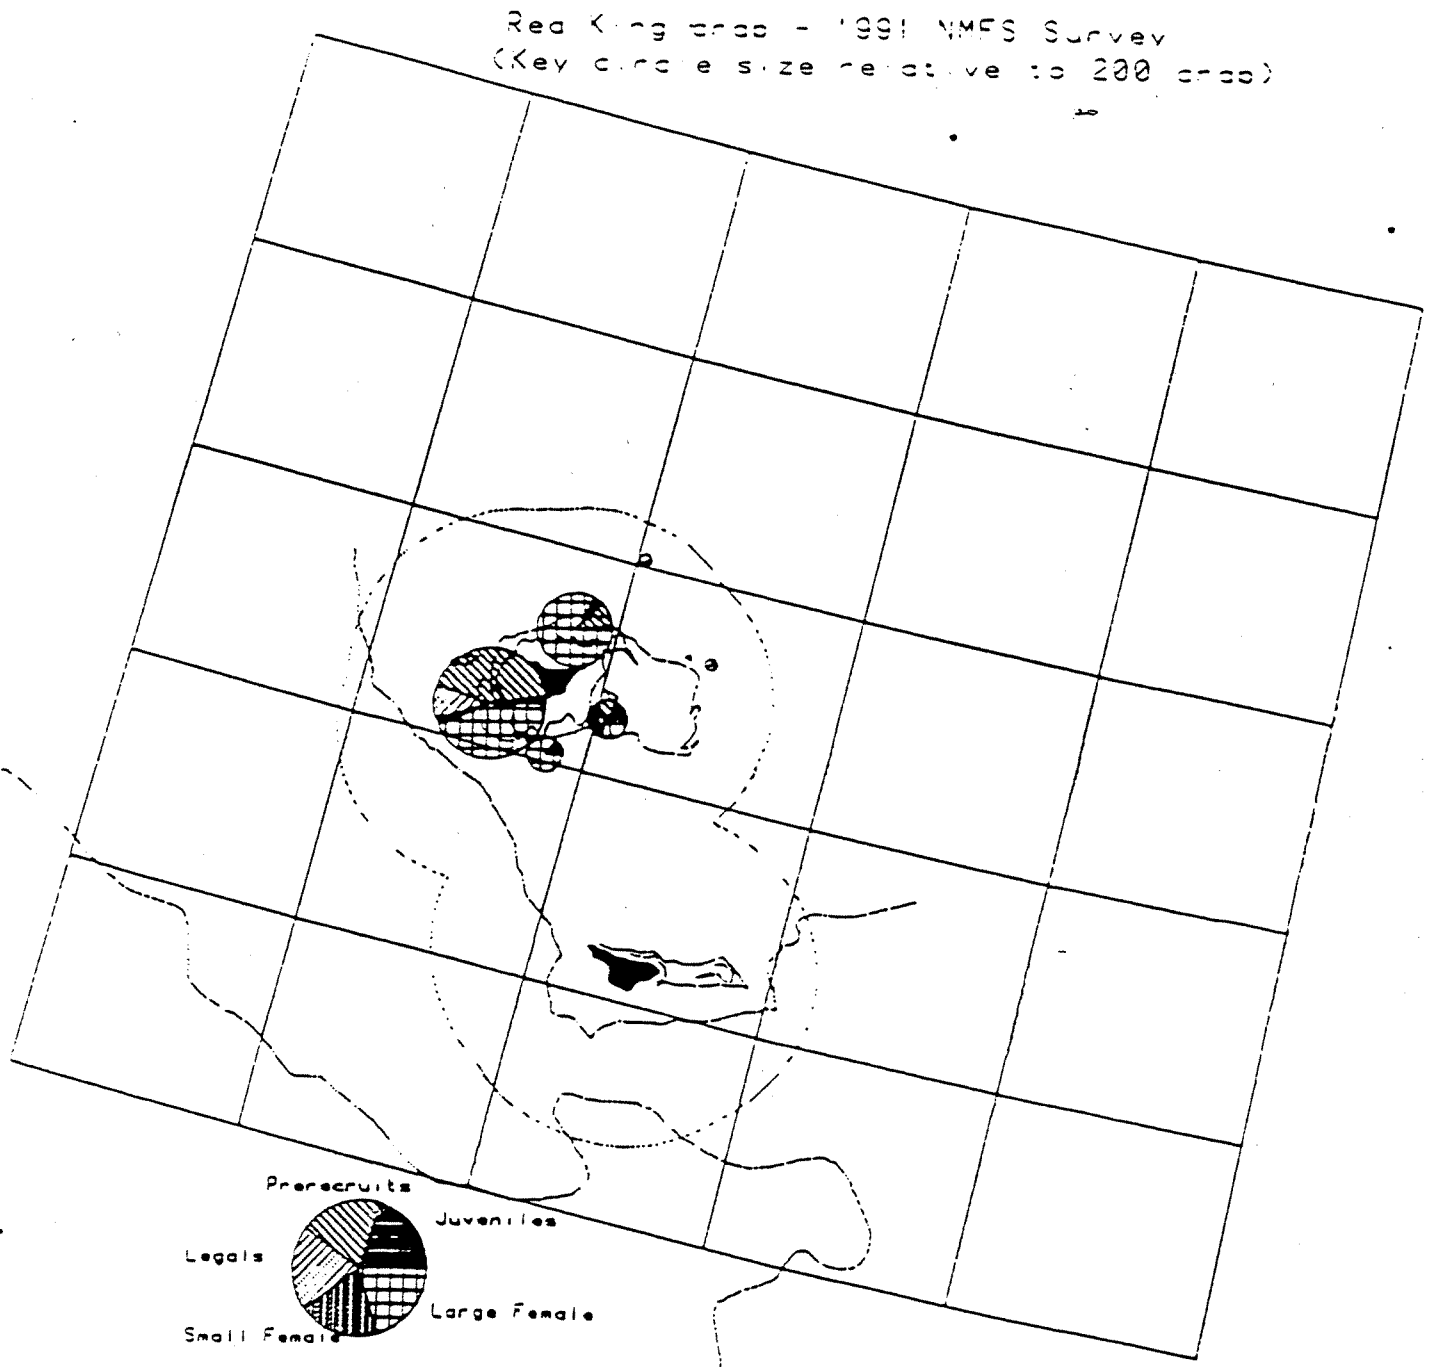 Red King crab - 1991 NMFS Survey
(Key circle size relative to 200 crab)
Prerecruits
Juveniles
Legals
Large Female
Small Female